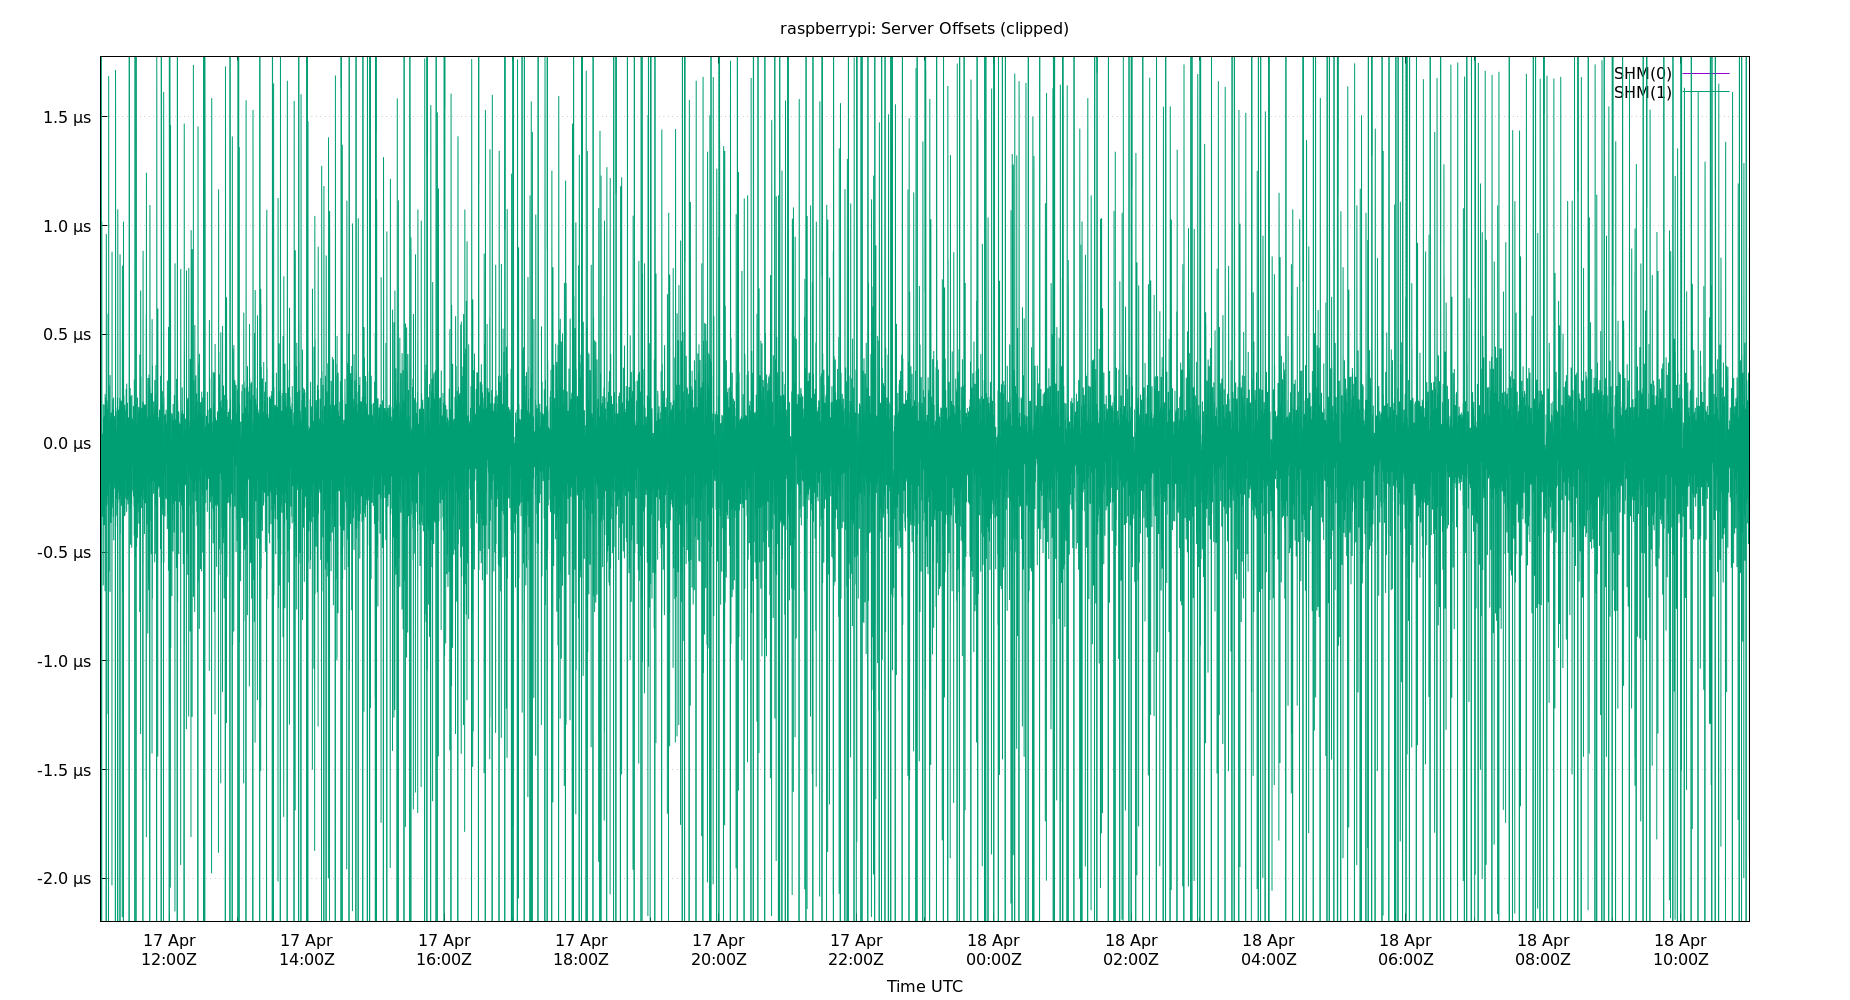 raspberrypi: Server Offsets (clipped)
SHM(0)
SHM(1)
1.5 µs
1.0 µs
0.5 µs
0.0 µs
-0.5 µs
-1.0 µs
-1.5 µs
-2.0 µs
17 Apr 17 Apr 17 Apr 17 Apr 17 Apr 17 Apr 18 Apr 18 Apr 18 Apr 18 Apr 18 Apr 18 Apr
12:00Z 14:00Z 16:00Z 18:00Z 20:00Z 22:00Z 00:00Z 02:00Z 04:00Z 06:00Z 08:00Z 10:00Z
Time UTC